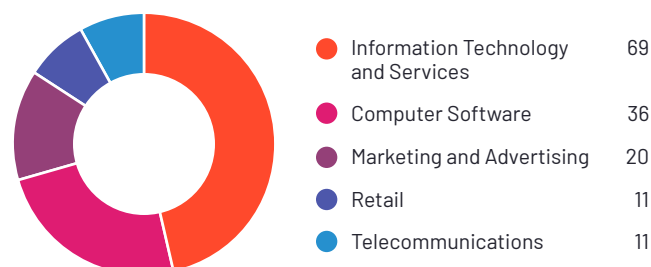 Information Technology 69
and Services
Computer Software 36
Marketing and Advertising 20
Retail 11
Telecommunications 11